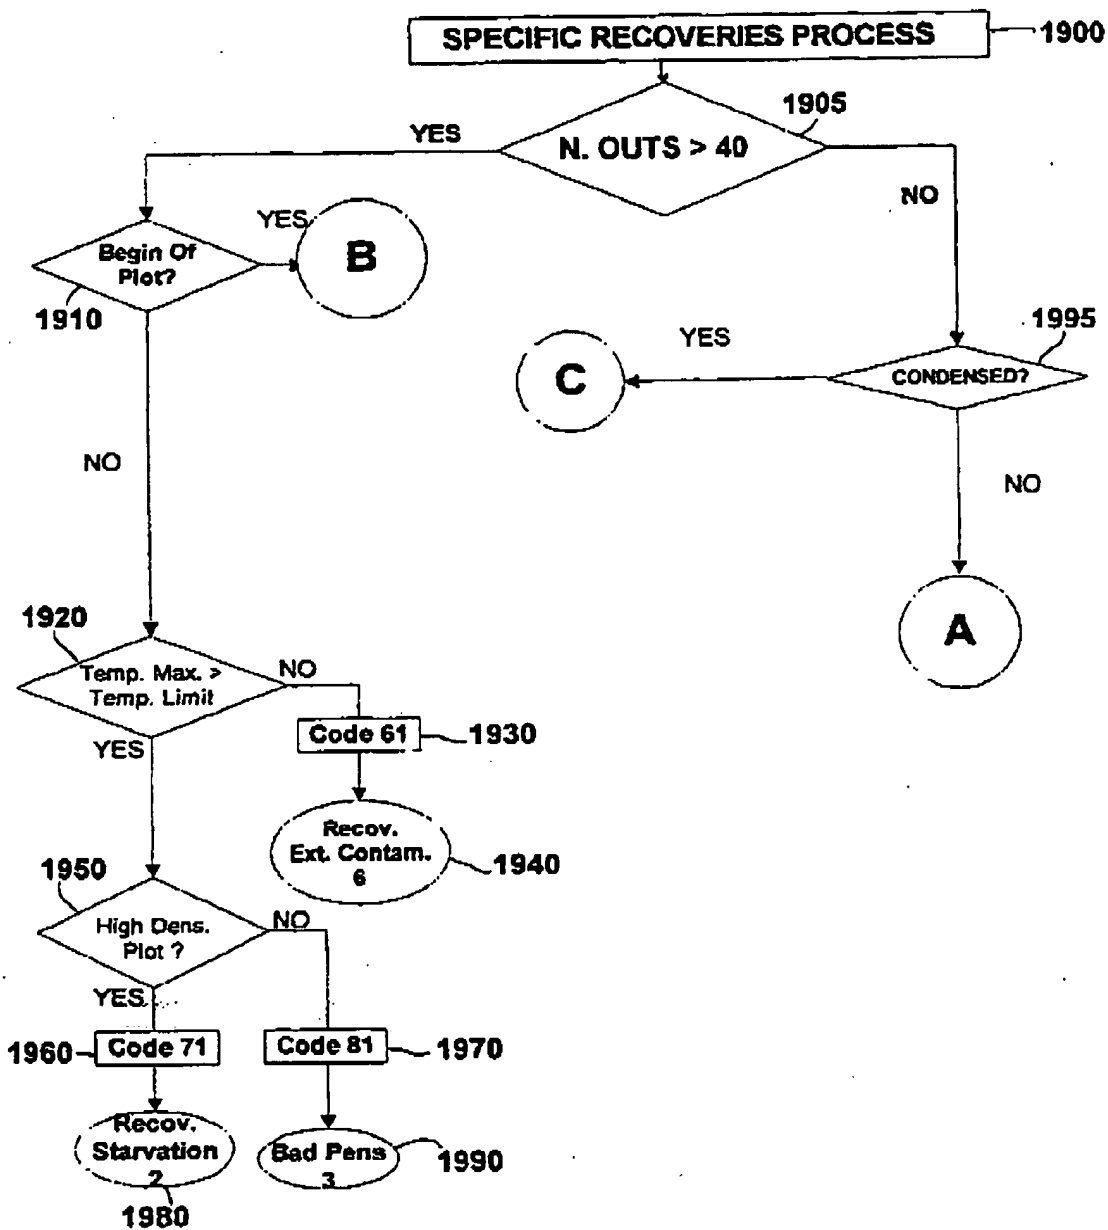 SPECIFIC RECOVERIES PROCESS
1900
1905
YES
N. OUTS > 40
NO
YES
Begin Of
Plot?
B
1910
1995
YES
C
CONDENSED?
NO
NO
A
1920
Temp. Max. >
Temp. Limit
NO
YES
Code 61
1930
Recov.
Ext. Contam.
6
1940
1950
High Dens.
Plot ?
NO
YES
1960
Code 71
Code 81
1970
Recov.
Starvation
2
Bad Pens
3
1990
1980